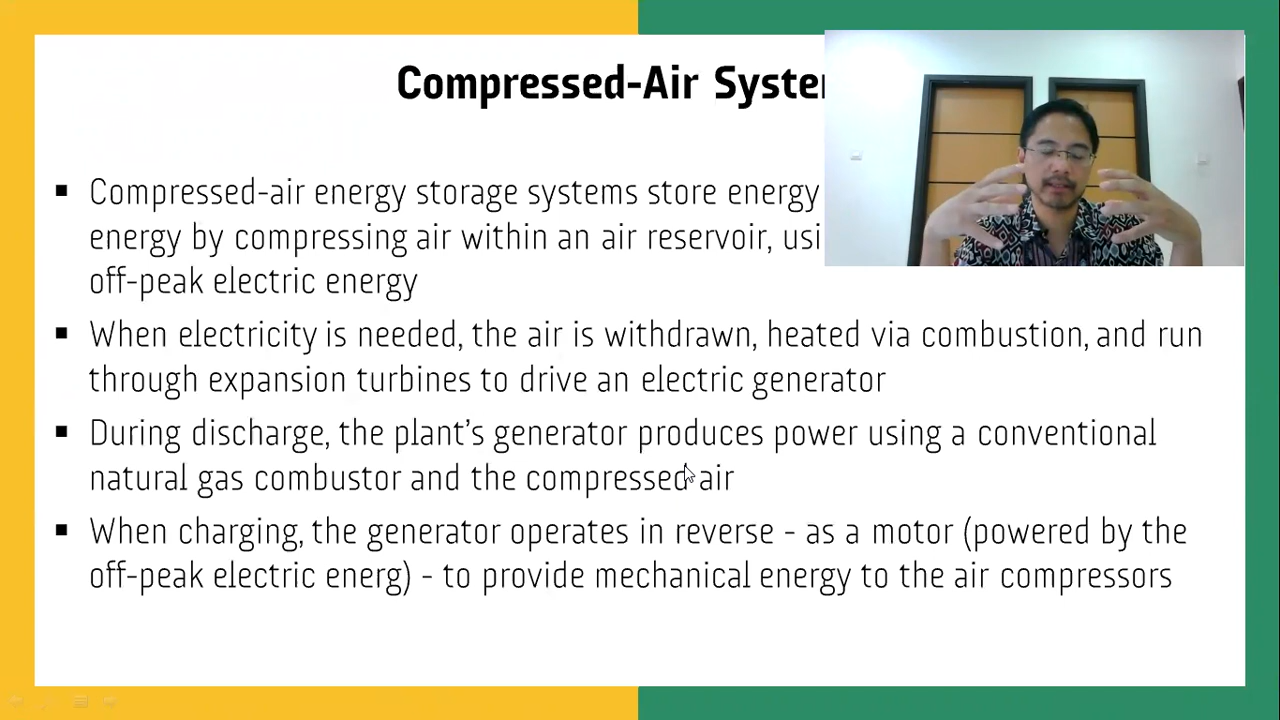 Compressed-Air
■ Compressed-air energy storage systems store energy
energy by compressing air within an air reservoir,
off-peak electric energy
■ When electricity is needed, the air is withdrawn, heated via combustion, and run
through expansion turbines to drive an electric generator
■ During discharge, the plant’s generator produces power using a conventional
natural gas combustor and the compressed air
■ When charging, the generator operates in reverse - as a motor (powered by the
off-peak electric energ) - to provide mechanical energy to the air compressors